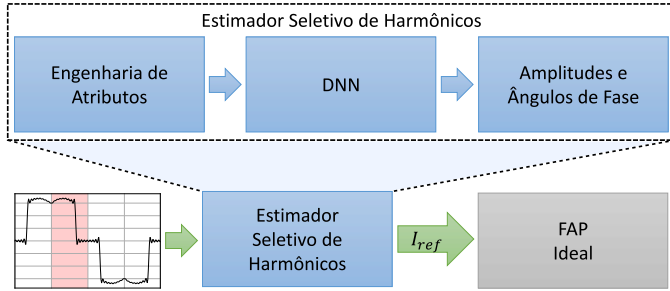 Estimador Seletivo de Harmônicos
Engenharia de
Atributos
DNN
Amplitudes e
Ângulos de Fase
Estimador
Seletivo de
Harmônicos
I_ref
FAP
Ideal